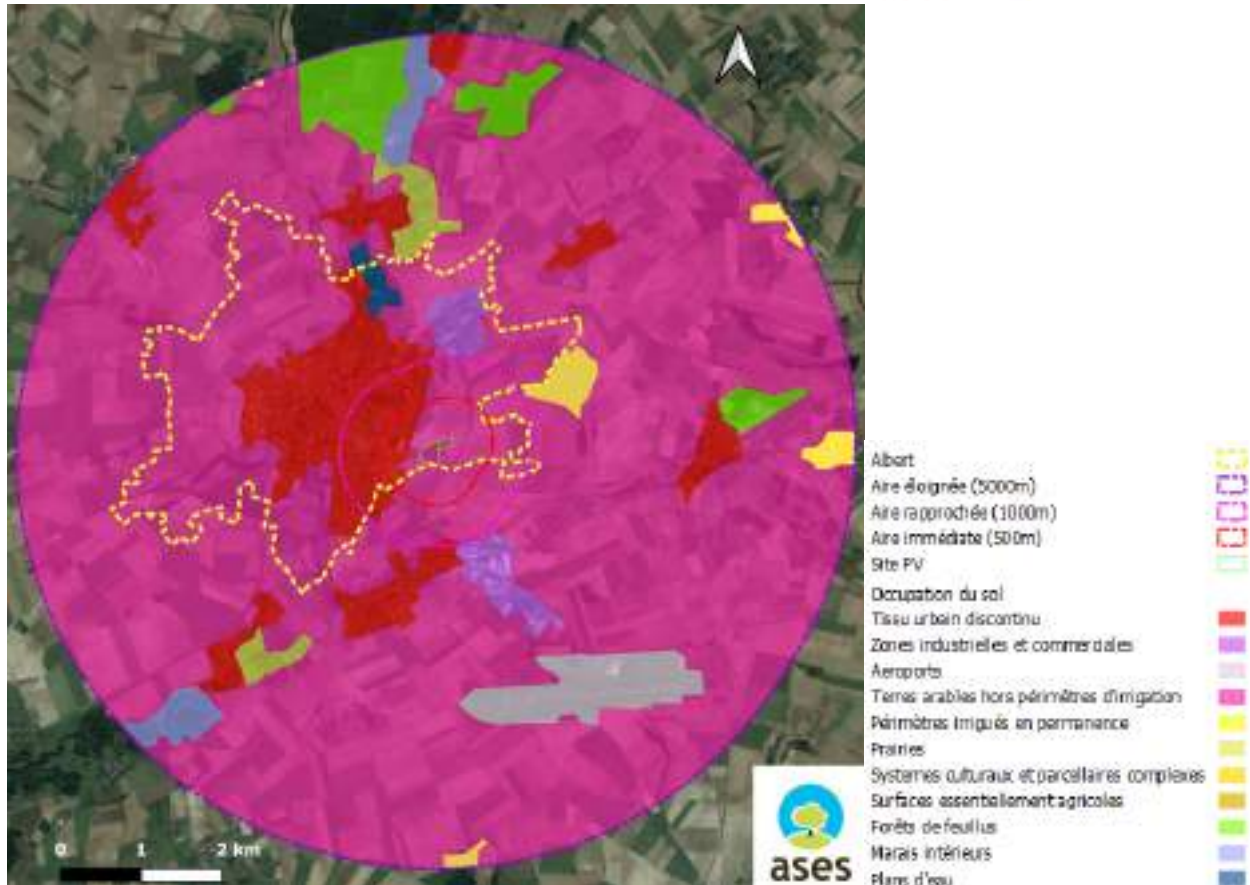 Albert
Aire éloignée (5000m)
Aire rapprochée (1000m)
Aire immédiate (500m)
Site PV
Occupation du sol
Tissu urbain discontinu
Zones industrielles et commerciales
Aeroports
Terres arables hors périmètres d'irrigation
Périmètres irrigués en permanence
Prairies
Systemes culturaux et parcellaires complexes
Surfaces essentiellement agricoles
Forêts de feuillus
Marais intérieurs
Plans d'eau
0 1 2 km
ases